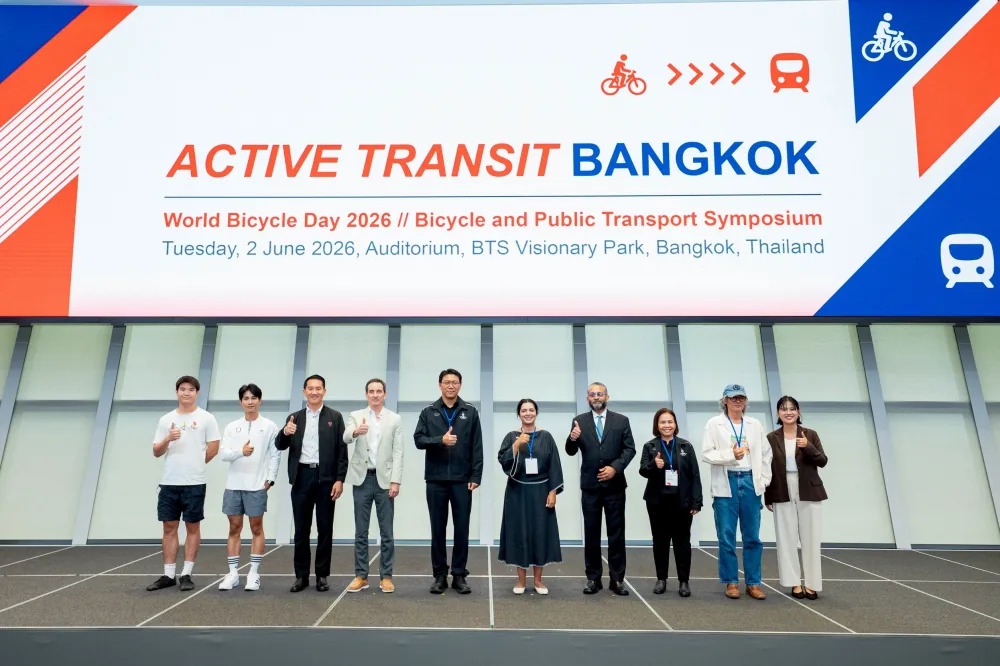 ACTIVE TRANSIT BANGKOK
World Bicycle Day 2026 // Bicycle and Public Transport Symposium
Tuesday, 2 June 2026, Auditorium, BTS Visionary Park, Bangkok, Thailand